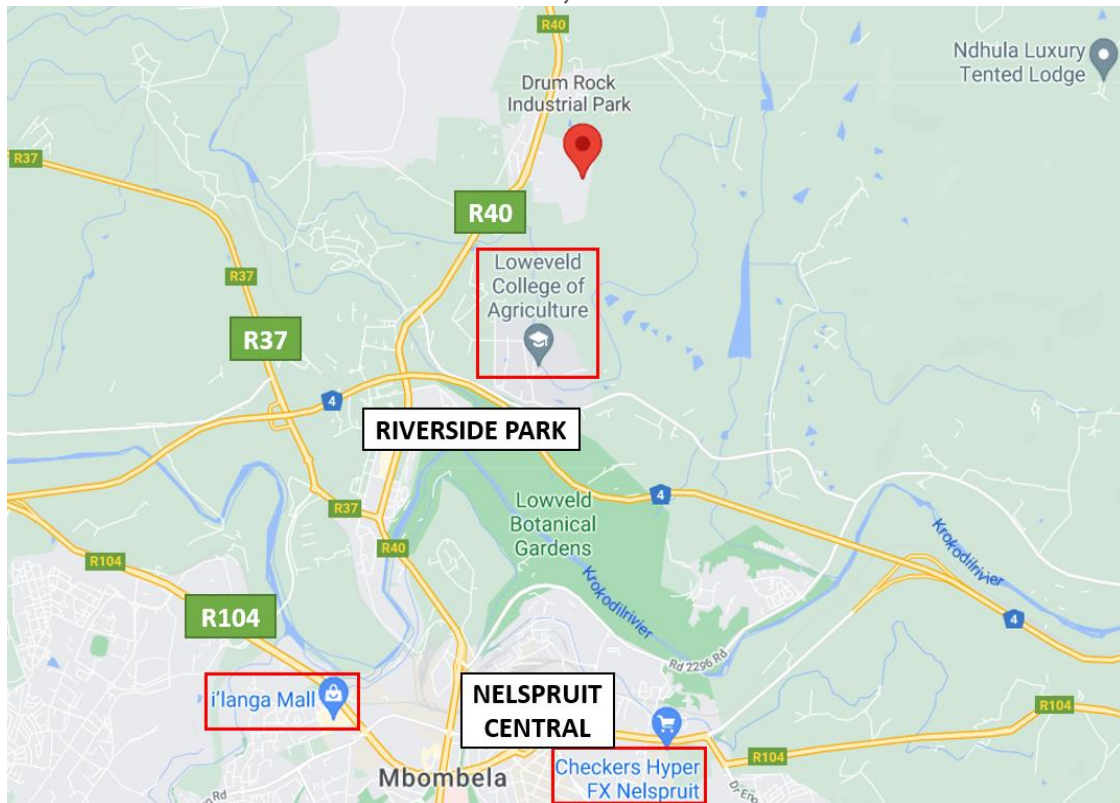 R40
Ndhula Luxury
Tented Lodge
Drum Rock
Industrial Park
R37
R40
Loweveld
College of
Agriculture
R37
R37
4
RIVERSIDE PARK
4
Lowveld
Botanical
Gardens
R37
R40
Krokodilrivier
R104
Krokodilrivier
R104
4
Rd 2296 Rd
i'langa Mall
NELSPRUIT
CENTRAL
R104
Checkers Hyper
FX Nelspruit
R104
Mbombela